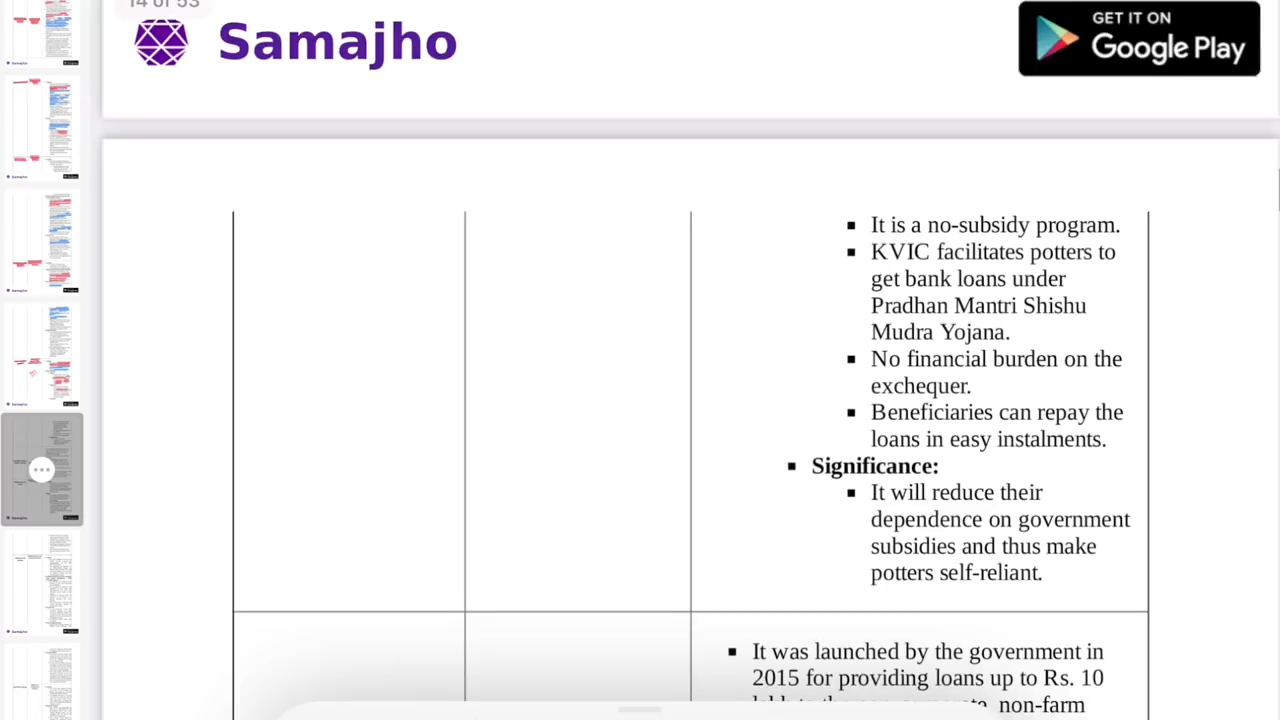 14 of 53
Samajho
GET IT ON
Google Play
It is a no-subsidy program.
KVIC facilitates potters to
get bank loans under
Pradhan Mantri Shishu
Mudra Yojana.
No financial burden on the
exchequer.
Beneficiaries can repay the
loans in easy instalments.
Significance:
It will reduce their
dependence on government
subsidies and thus make
potters self-reliant.
It was launched by the government in
2015 for providing loans up to Rs. 10
non-farm